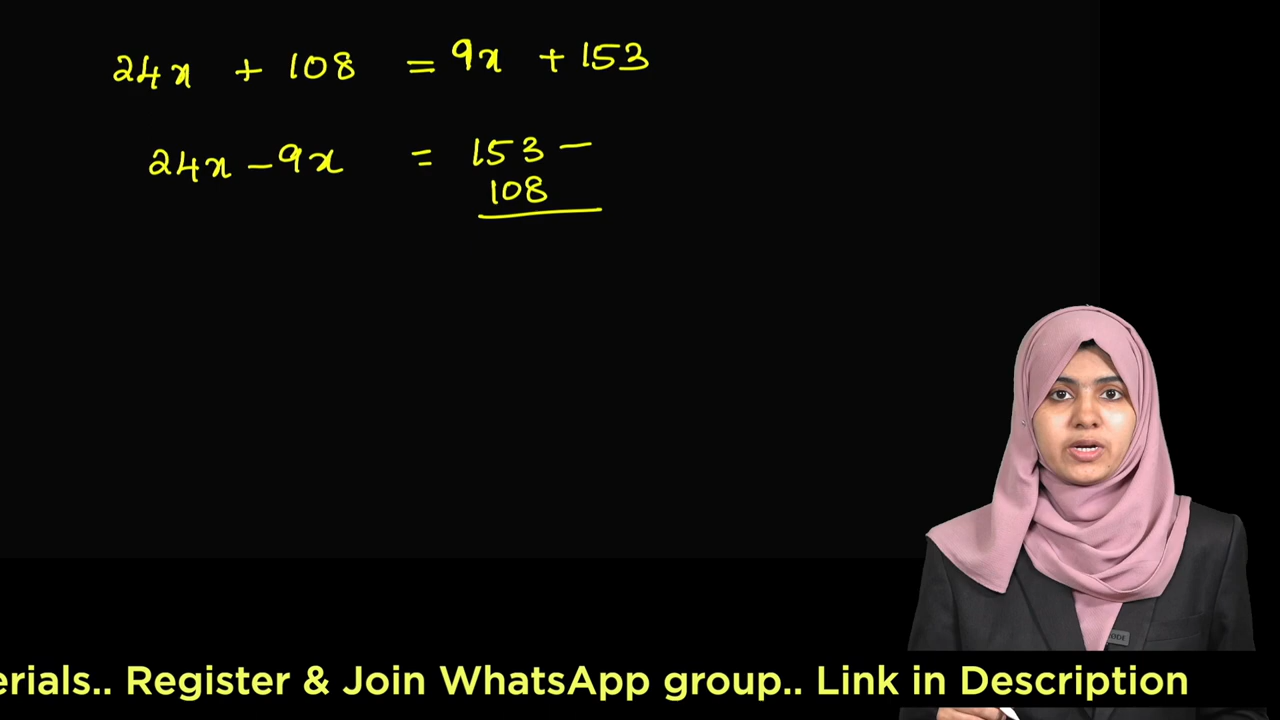 24x + 108 = 9x + 153
24x - 9x = 153 -
108
erials.. Register & Join WhatsApp group.. Link in Description